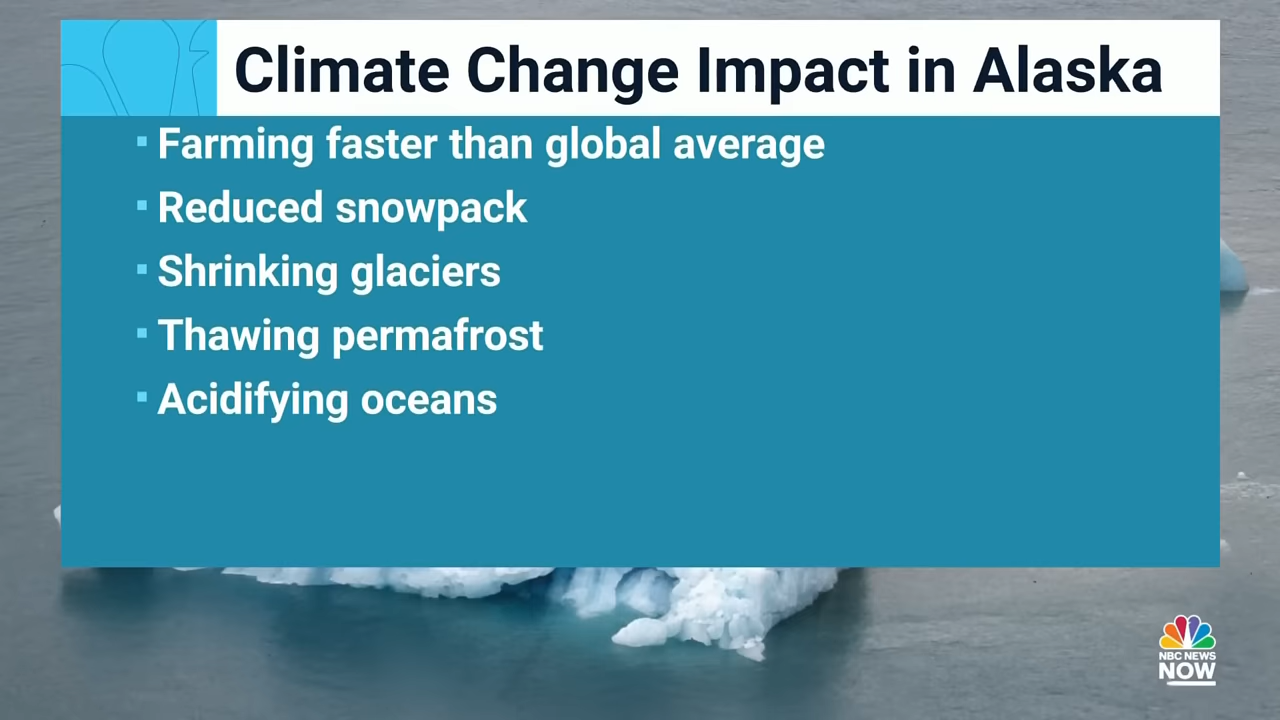 Climate Change Impact in Alaska
Farming faster than global average
Reduced snowpack
Shrinking glaciers
Thawing permafrost
Acidifying oceans
NBC NEWS
NOW